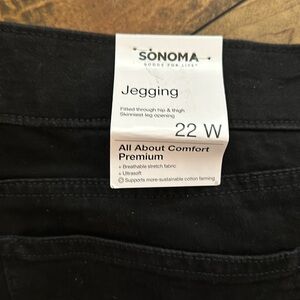 SONOMA
GOODS FOR LIFE
Jegging
Fitted through hip & thigh
Skinniest leg opening
22 W
All About Comfort
Premium
+ Breathable stretch fabric
+ Ultrasoft
Supports more-sustainable cotton farming